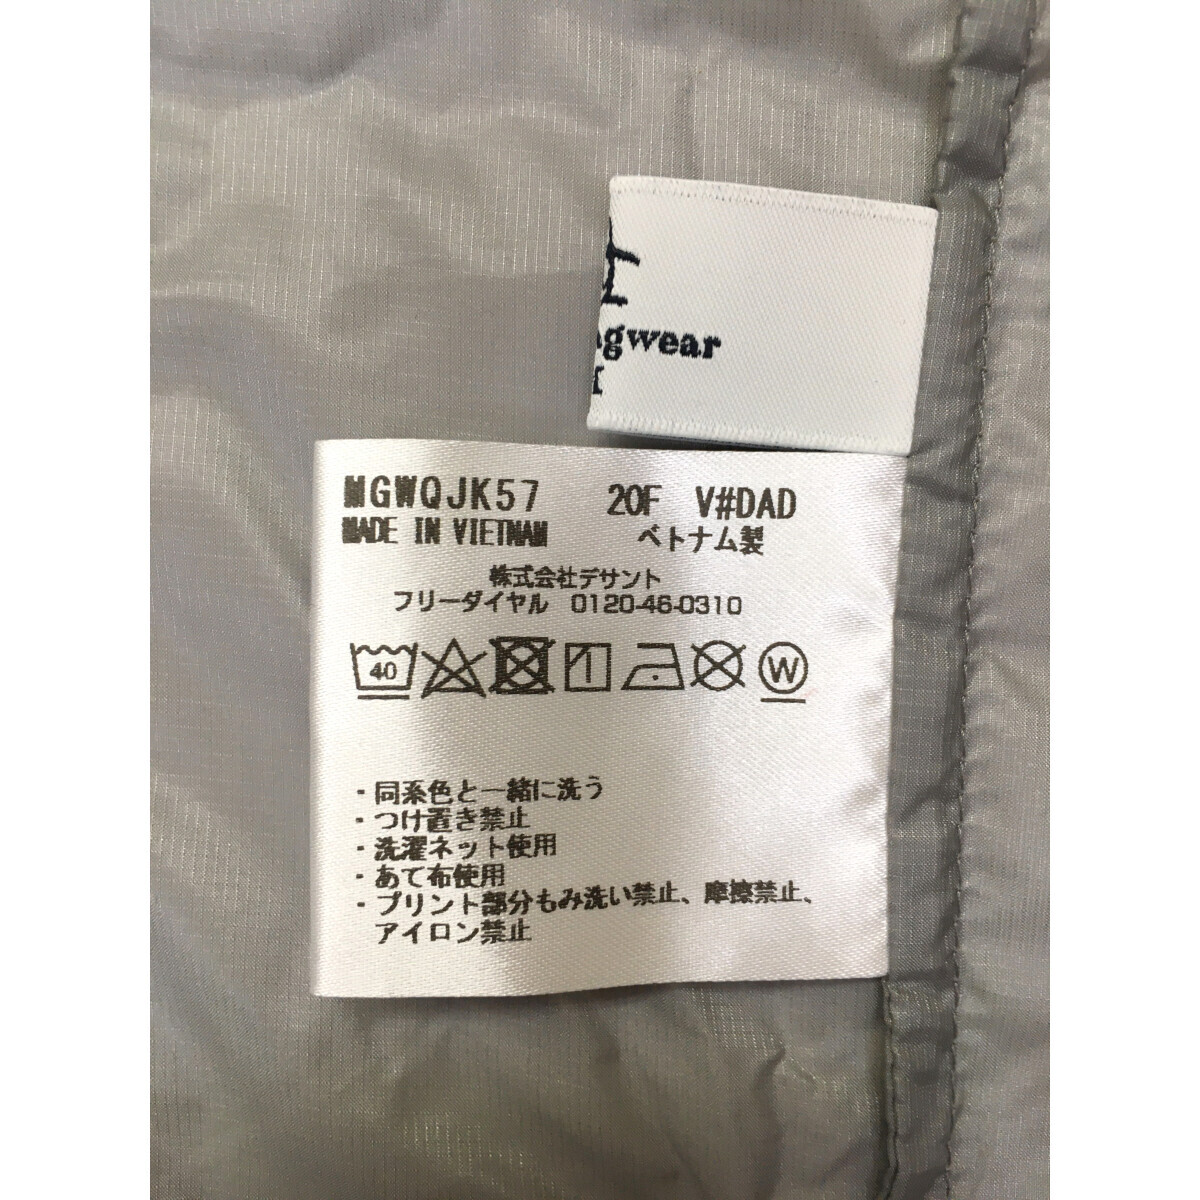 gwear
MGWQJK57 20F V#DAD
MADE IN VIETNAM ベトナム製
株式会社デサント
フリーダイヤル 0120-46-0310
40 W
・同系色と一緒に洗う
・つけ置き禁止
・洗濯ネット使用
・あて布使用
・プリント部分もみ洗い禁止、摩擦禁止、
アイロン禁止